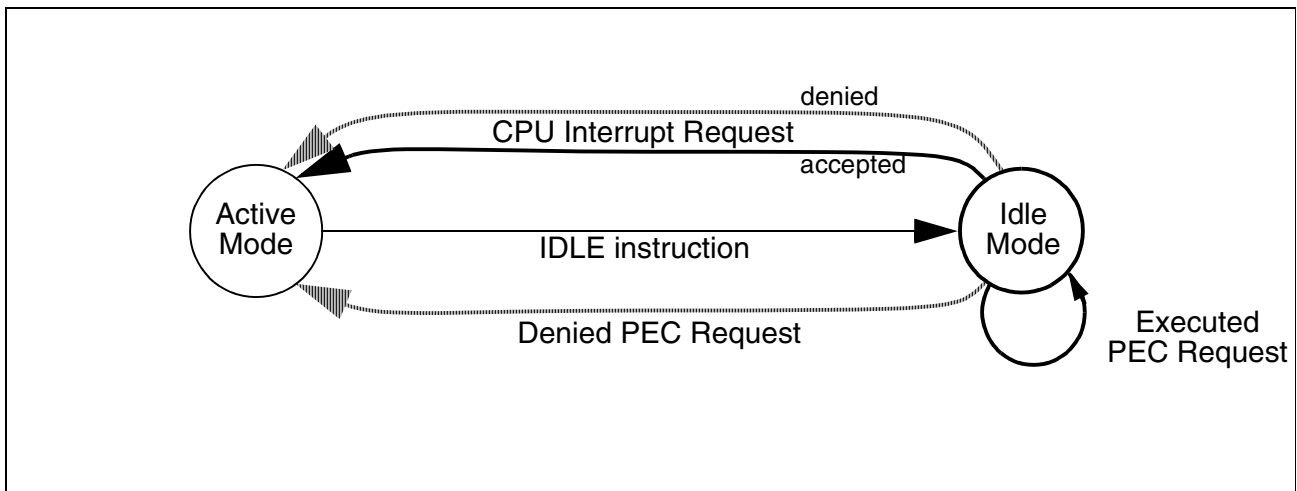 denied
CPU Interrupt Request
accepted
Active
Mode
IDLE instruction
Idle
Mode
Denied PEC Request
Executed
PEC Request